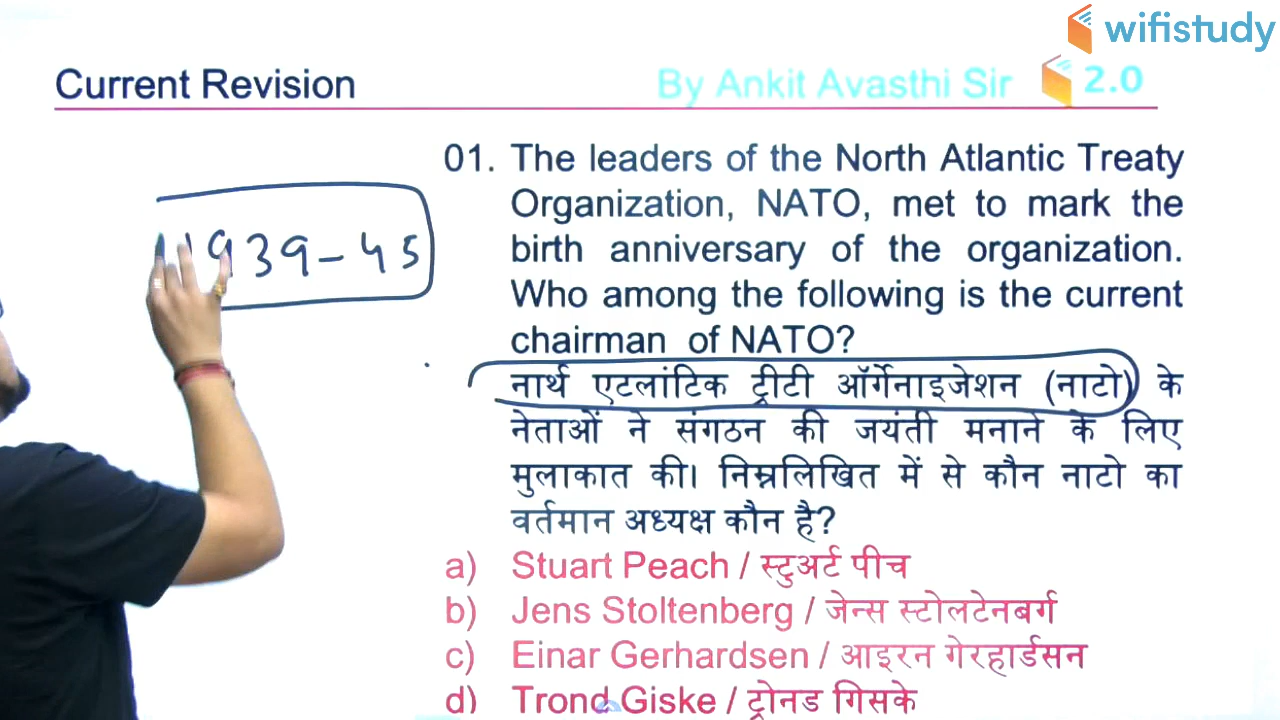 wifistudy
Current Revision By Ankit Avasthi Sir 2.0
01. The leaders of the North Atlantic Treaty
Organization, NATO, met to mark the
birth anniversary of the organization.
Who among the following is the current
chairman of NATO?
नार्थ एटलांटिक ट्रीटी ऑर्गेनाइजेशन (नाटो) के
नेताओं ने संगठन की जयंती मनाने के लिए
मुलाकात की। निम्नलिखित में से कौन नाटो का
वर्तमान अध्यक्ष कौन है?
a) Stuart Peach / स्टुअर्ट पीच
b) Jens Stoltenberg / जेन्स स्टोलटेनबर्ग
c) Einar Gerhardsen / आइरन गेरहार्डसन
d) Trond Giske / ट्रोनड गिसके
1939-45